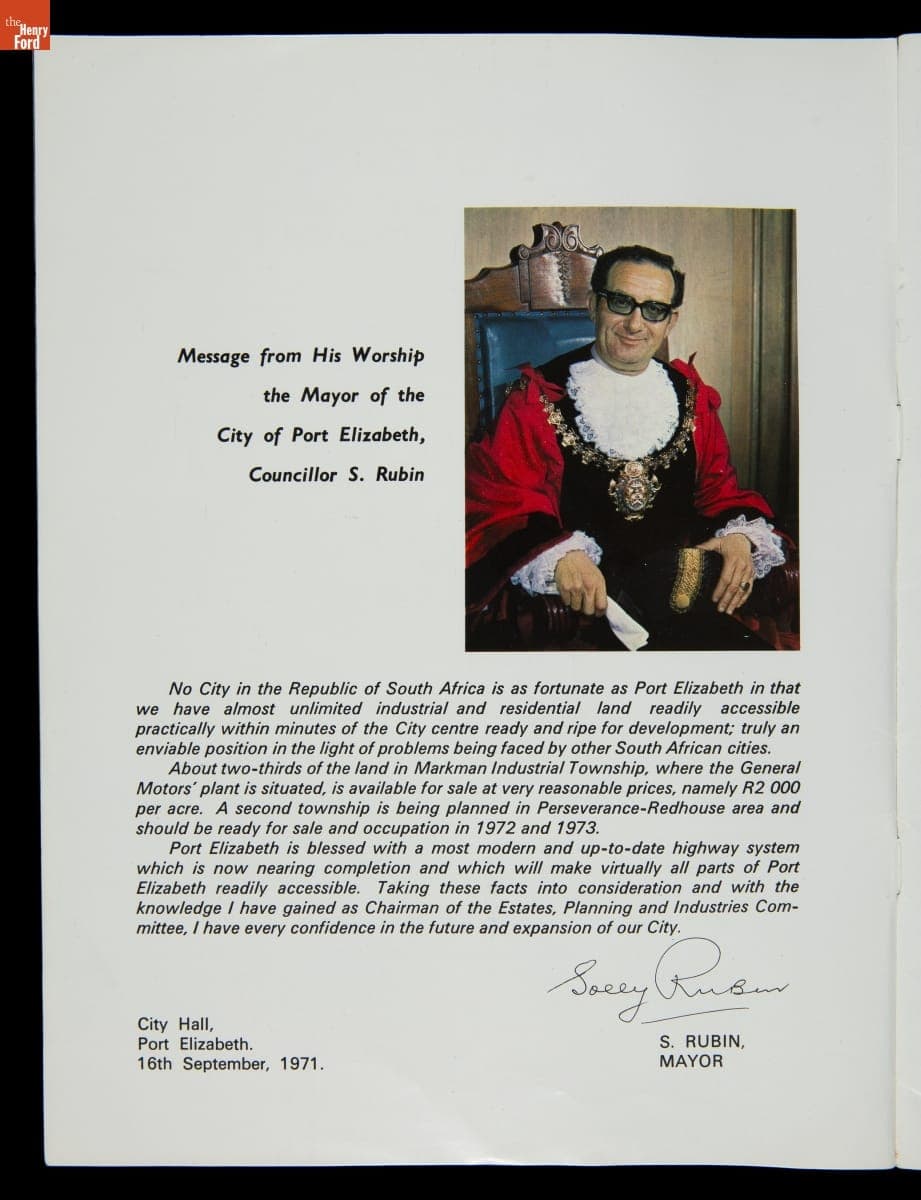 the
Henry
Ford
Message from His Worship
the Mayor of the
City of Port Elizabeth,
Councillor S. Rubin
No City in the Republic of South Africa is as fortunate as Port Elizabeth in that
we have almost unlimited industrial and residential land readily accessible
practically within minutes of the City centre ready and ripe for development; truly an
enviable position in the light of problems being faced by other South African cities.
About two-thirds of the land in Markman Industrial Township, where the General
Motors' plant is situated, is available for sale at very reasonable prices, namely R2 000
per acre. A second township is being planned in Perseverance-Redhouse area and
should be ready for sale and occupation in 1972 and 1973.
Port Elizabeth is blessed with a most modern and up-to-date highway system
which is now nearing completion and which will make virtually all parts of Port
Elizabeth readily accessible. Taking these facts into consideration and with the
knowledge I have gained as Chairman of the Estates, Planning and Industries Com-
mittee, I have every confidence in the future and expansion of our City.
Solly Rubin
City Hall,
Port Elizabeth.
16th September, 1971.
S. RUBIN,
MAYOR